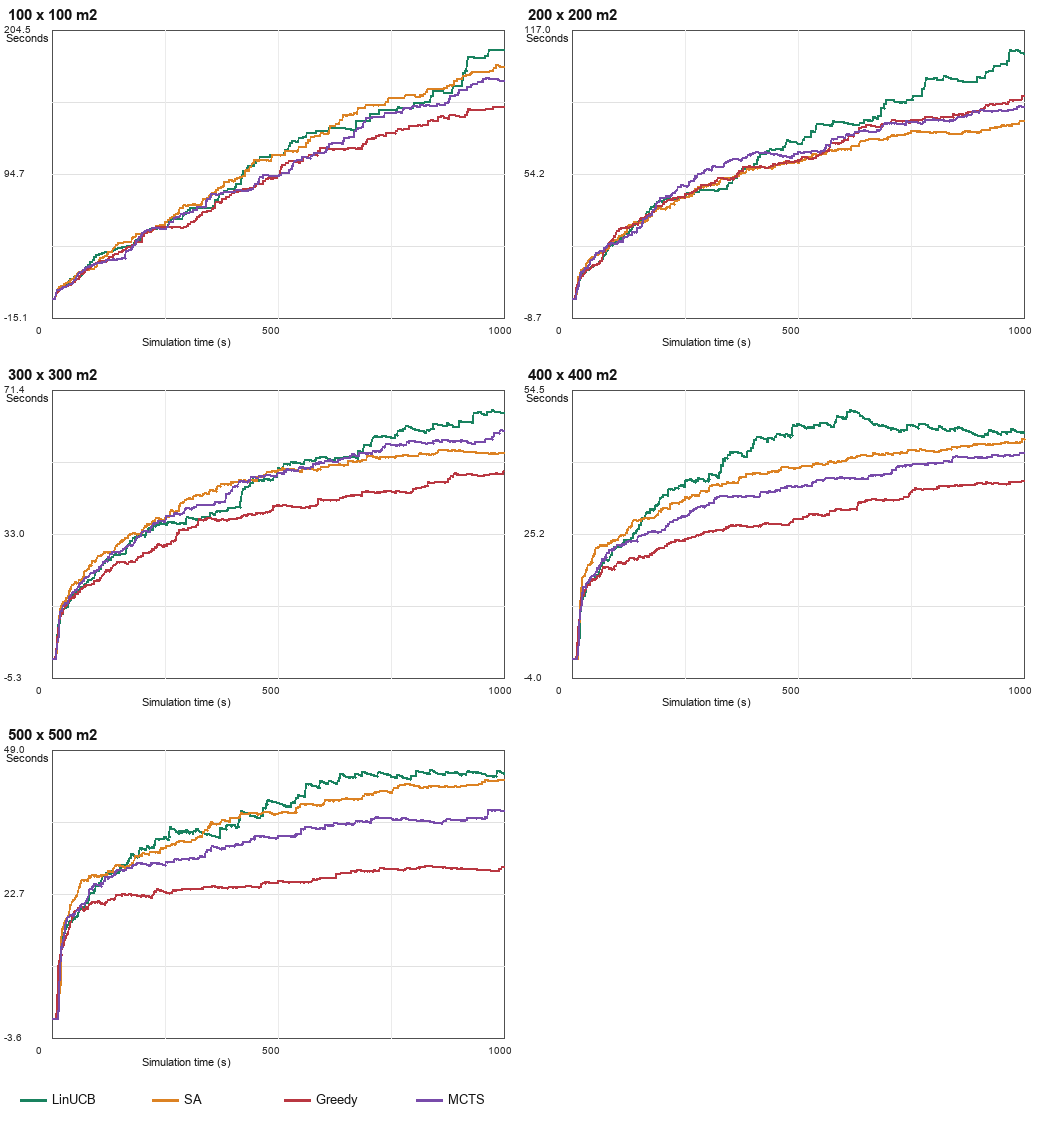 100 x 100 m2
204.5
Seconds
94.7
-15.1
0
500
1000
Simulation time (s)
200 x 200 m2
117.0
Seconds
54.2
-8.7
0
500
1000
Simulation time (s)
300 x 300 m2
71.4
Seconds
33.0
-5.3
0
500
1000
Simulation time (s)
400 x 400 m2
54.5
Seconds
25.2
-4.0
0
500
1000
Simulation time (s)
500 x 500 m2
49.0
Seconds
22.7
-3.6
0
500
1000
Simulation time (s)
LinUCB
SA
Greedy
MCTS